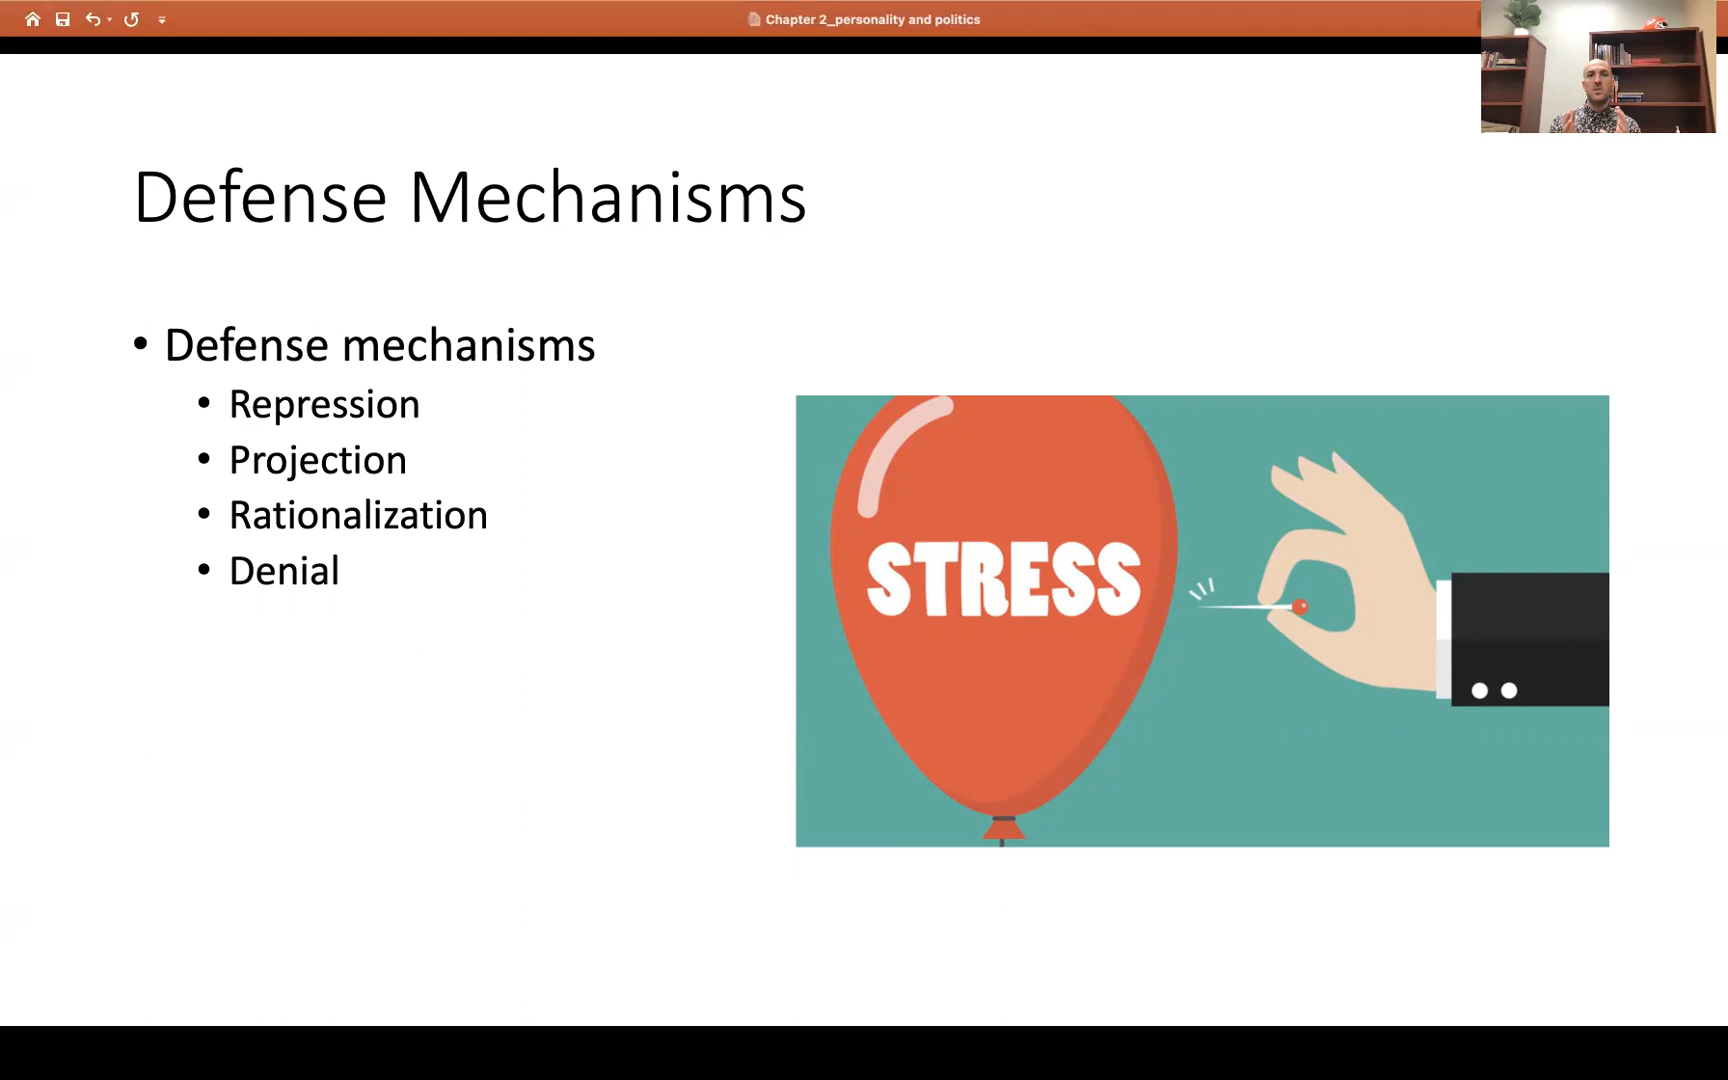 Chapter 2_personality and politics
Defense Mechanisms
• Defense mechanisms
• Repression
• Projection
• Rationalization
• Denial
STRESS